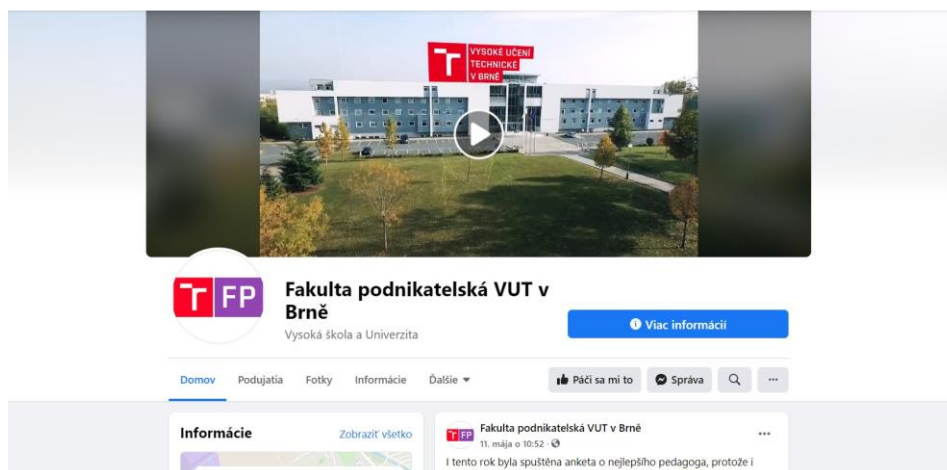 VYSOKÉ UČENÍ
TECHNICKÉ
V BRNĚ
FP
Fakulta podnikatelská VUT v
Brně
Vysoká škola a Univerzita
Viac informácií
Domov Podujatia Fotky Informácie Ďalšie
Páči sa mi to Správa
Informácie
Zobraziť všetko
FP
Fakulta podnikatelská VUT v Brně
11. mája o 10:52 ·
I tento rok byla spuštěna anketa o nejlepšího pedagoga, protože i